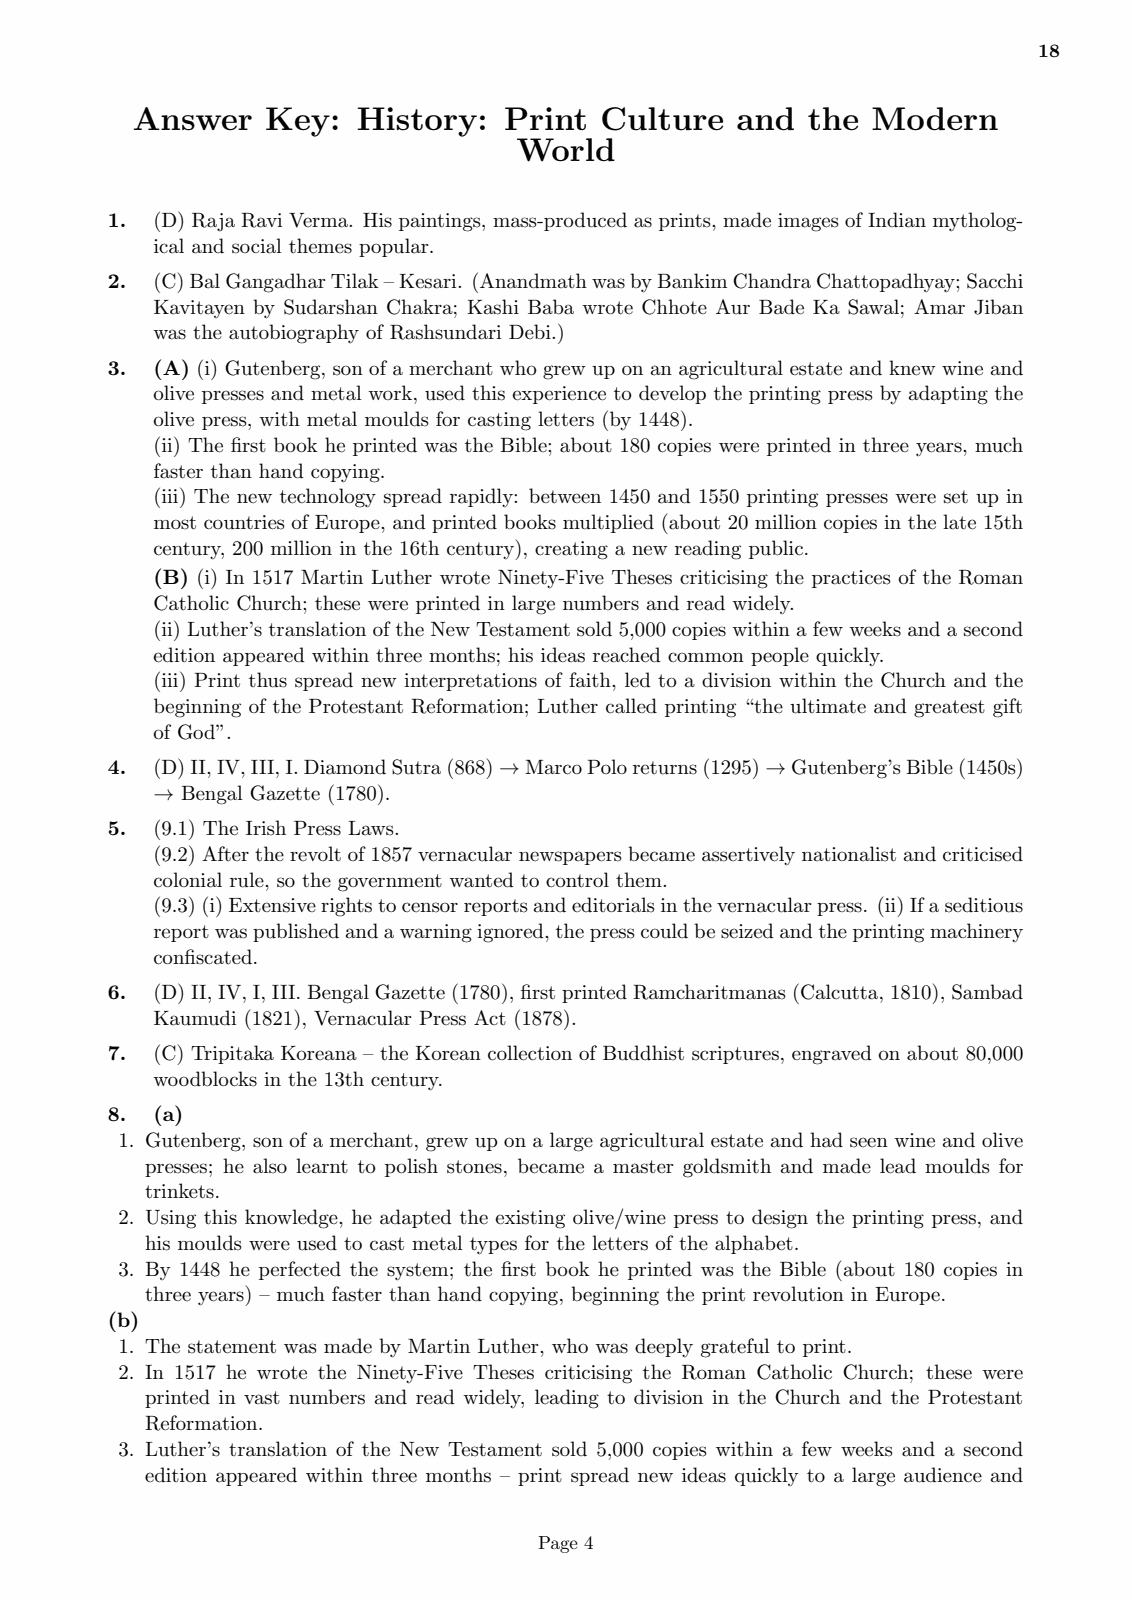 18
Answer Key: History: Print Culture and the Modern
World
1. (D) Raja Ravi Verma. His paintings, mass-produced as prints, made images of Indian mytholog-
ical and social themes popular.
2. (C) Bal Gangadhar Tilak – Kesari. (Anandmath was by Bankim Chandra Chattopadhyay; Sacchi
Kavitayen by Sudarshan Chakra; Kashi Baba wrote Chhote Aur Bade Ka Sawal; Amar Jiban
was the autobiography of Rashsundari Debi.)
3. (A) (i) Gutenberg, son of a merchant who grew up on an agricultural estate and knew wine and
olive presses and metal work, used this experience to develop the printing press by adapting the
olive press, with metal moulds for casting letters (by 1448).
(ii) The first book he printed was the Bible; about 180 copies were printed in three years, much
faster than hand copying.
(iii) The new technology spread rapidly: between 1450 and 1550 printing presses were set up in
most countries of Europe, and printed books multiplied (about 20 million copies in the late 15th
century, 200 million in the 16th century), creating a new reading public.
(B) (i) In 1517 Martin Luther wrote Ninety-Five Theses criticising the practices of the Roman
Catholic Church; these were printed in large numbers and read widely.
(ii) Luther's translation of the New Testament sold 5,000 copies within a few weeks and a second
edition appeared within three months; his ideas reached common people quickly.
(iii) Print thus spread new interpretations of faith, led to a division within the Church and the
beginning of the Protestant Reformation; Luther called printing “the ultimate and greatest gift
of God”.
4. (D) II, IV, III, I. Diamond Sutra (868) → Marco Polo returns (1295) → Gutenberg's Bible (1450s)
→ Bengal Gazette (1780).
5. (9.1) The Irish Press Laws.
(9.2) After the revolt of 1857 vernacular newspapers became assertively nationalist and criticised
colonial rule, so the government wanted to control them.
(9.3) (i) Extensive rights to censor reports and editorials in the vernacular press. (ii) If a seditious
report was published and a warning ignored, the press could be seized and the printing machinery
confiscated.
6. (D) II, IV, I, III. Bengal Gazette (1780), first printed Ramcharitmanas (Calcutta, 1810), Sambad
Kaumudi (1821), Vernacular Press Act (1878).
7. (C) Tripitaka Koreana – the Korean collection of Buddhist scriptures, engraved on about 80,000
woodblocks in the 13th century.
8. (a)
1. Gutenberg, son of a merchant, grew up on a large agricultural estate and had seen wine and olive
presses; he also learnt to polish stones, became a master goldsmith and made lead moulds for
trinkets.
2. Using this knowledge, he adapted the existing olive/wine press to design the printing press, and
his moulds were used to cast metal types for the letters of the alphabet.
3. By 1448 he perfected the system; the first book he printed was the Bible (about 180 copies in
three years) – much faster than hand copying, beginning the print revolution in Europe.
(b)
1. The statement was made by Martin Luther, who was deeply grateful to print.
2. In 1517 he wrote the Ninety-Five Theses criticising the Roman Catholic Church; these were
printed in vast numbers and read widely, leading to division in the Church and the Protestant
Reformation.
3. Luther's translation of the New Testament sold 5,000 copies within a few weeks and a second
edition appeared within three months – print spread new ideas quickly to a large audience and
Page 4